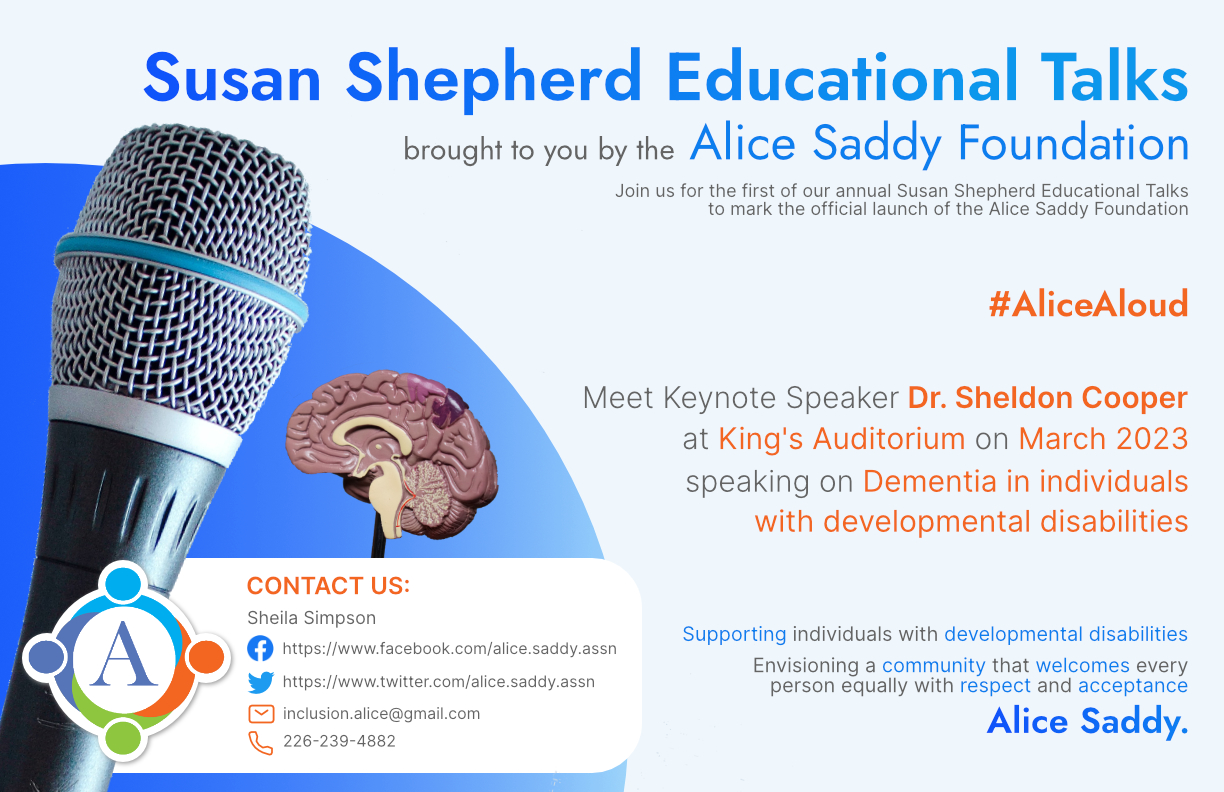 Susan Shepherd Educational Talks
brought to you by the Alice Saddy Foundation
Join us for the first of our annual Susan Shepherd Educational Talks
to mark the official launch of the Alice Saddy Foundation
#AliceAloud
Meet Keynote Speaker Dr. Sheldon Cooper
at King's Auditorium on March 2023
speaking on Dementia in individuals
with developmental disabilities
A
CONTACT US:
Sheila Simpson
https://www.facebook.com/alice.saddy.assn
https://www.twitter.com/alice.saddy.assn
inclusion.alice@gmail.com
226-239-4882
Supporting individuals with developmental disabilities
Envisioning a community that welcomes every
person equally with respect and acceptance
Alice Saddy.